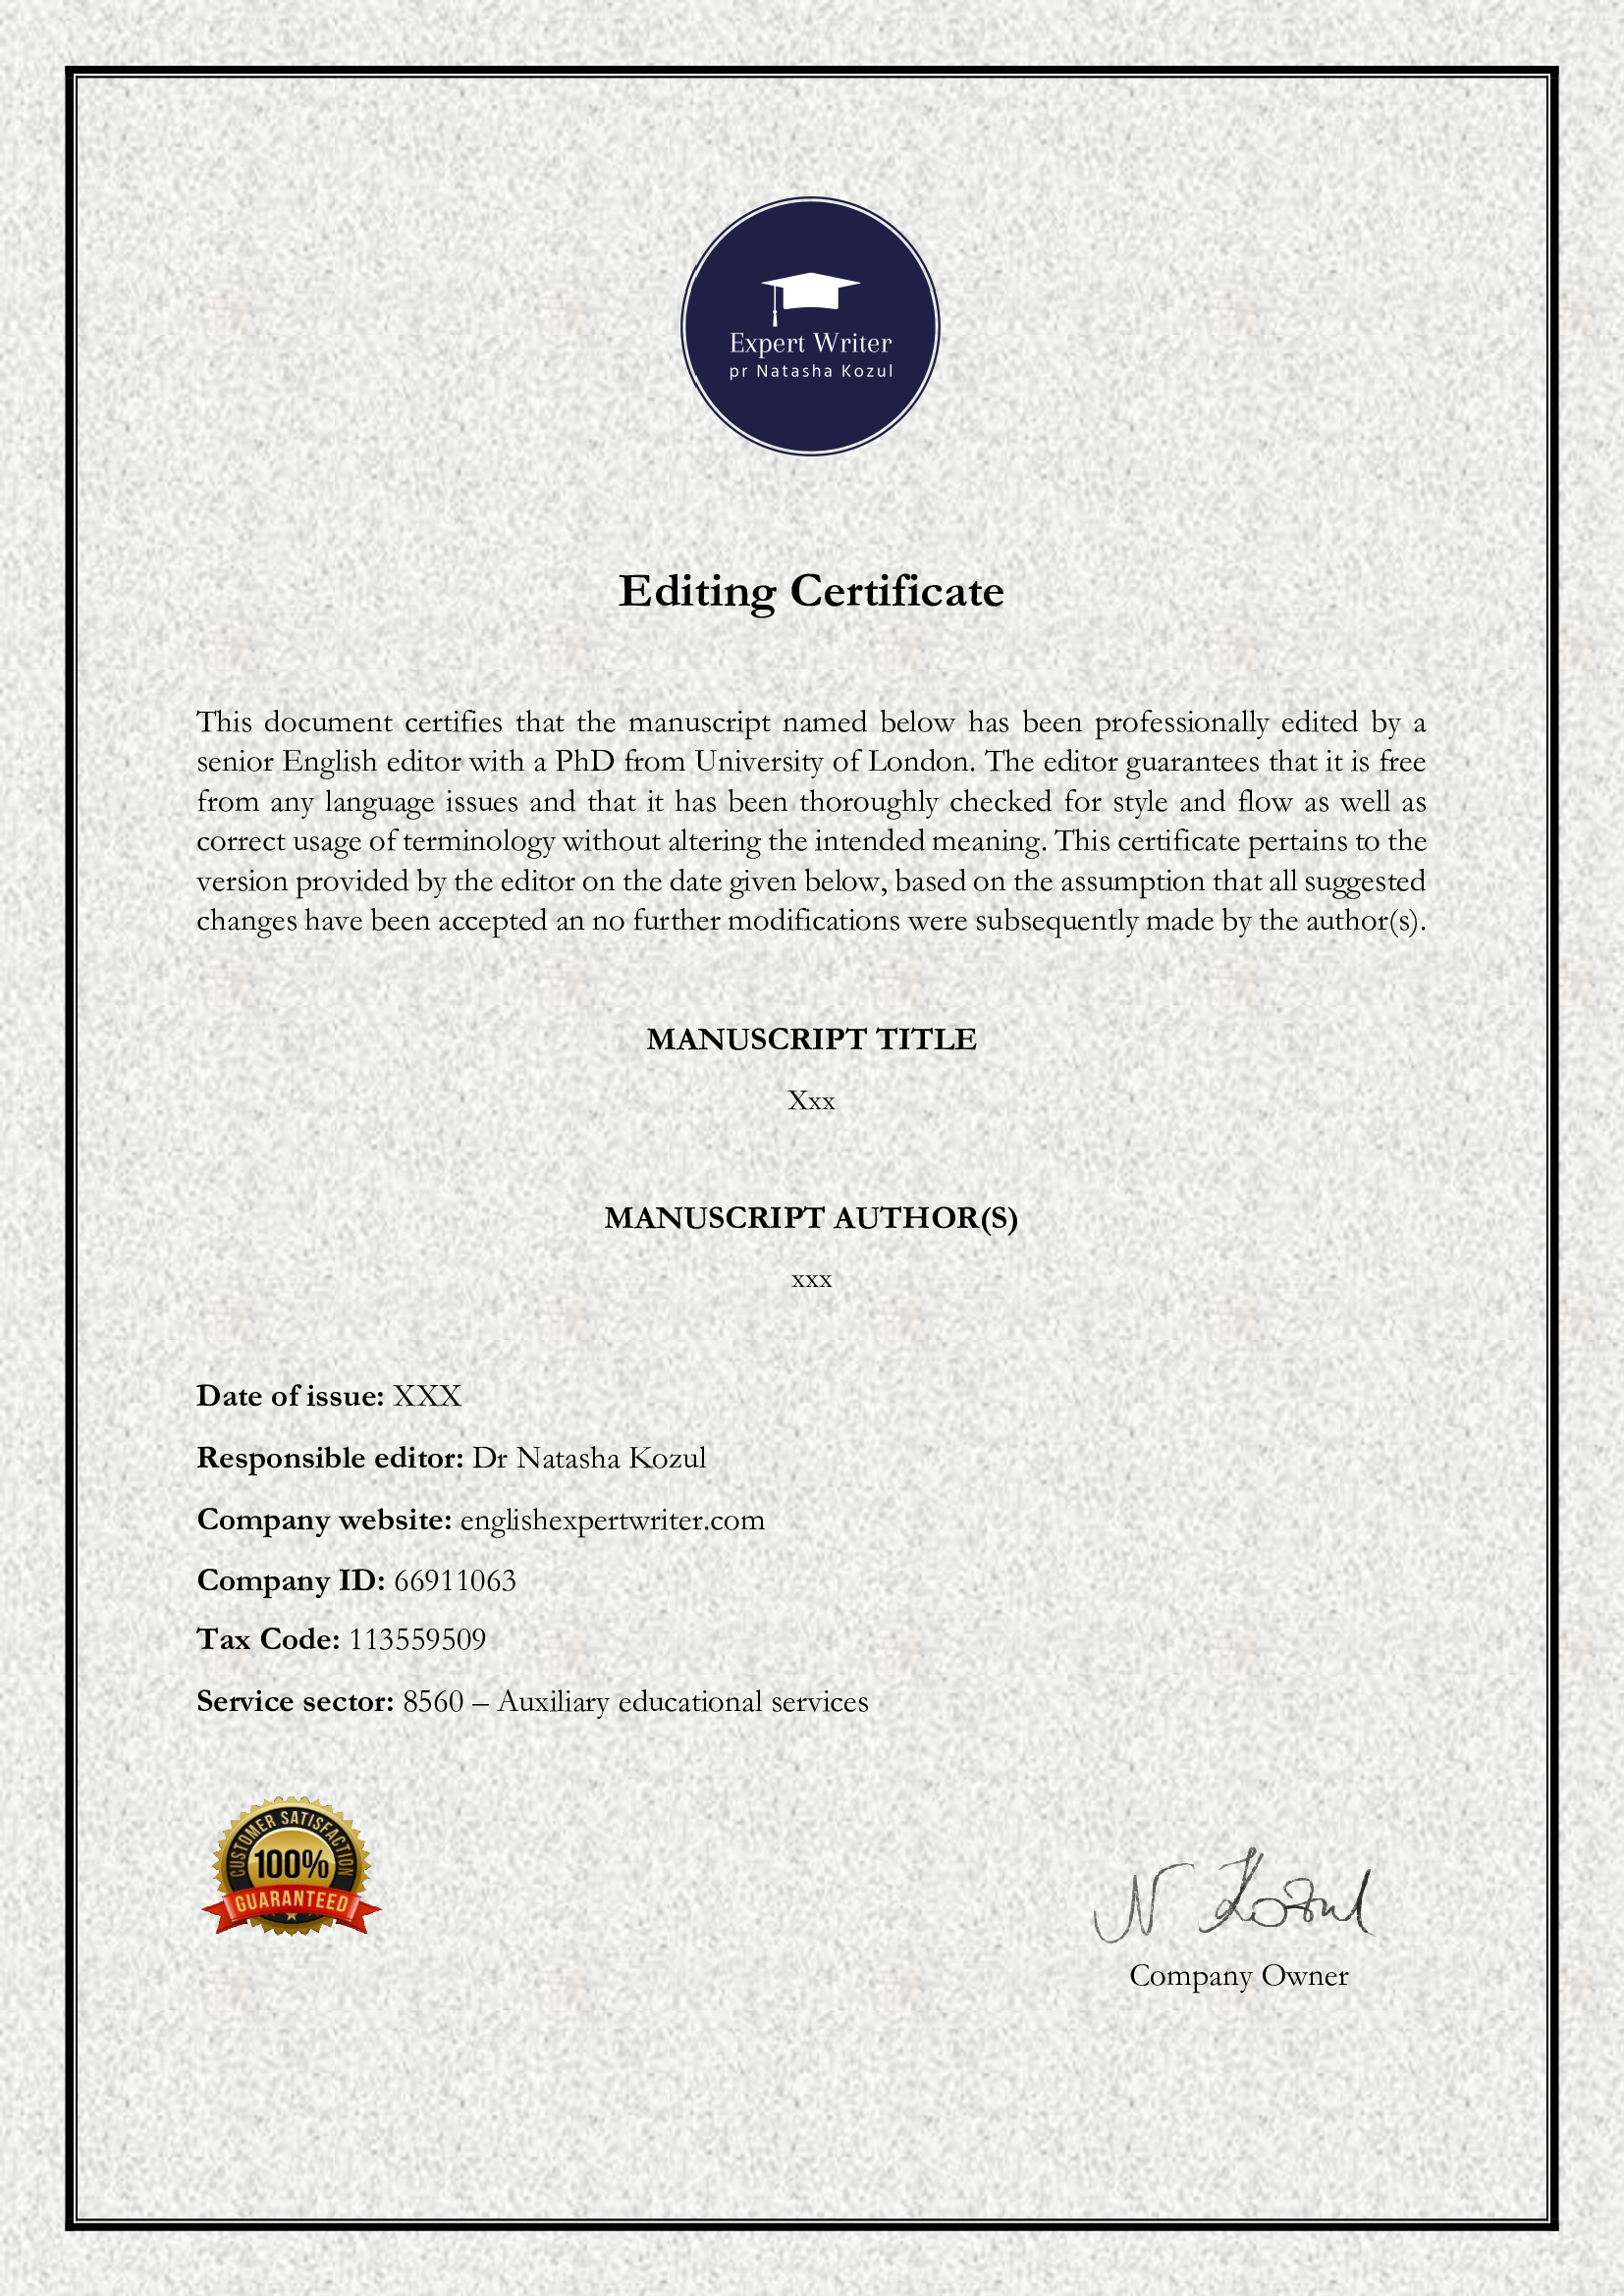 Expert Writer
pr Natasha Kozul
Editing Certificate
This document certifies that the manuscript named below has been professionally edited by a
senior English editor with a PhD from University of London. The editor guarantees that it is free
from any language issues and that it has been thoroughly checked for style and flow as well as
correct usage of terminology without altering the intended meaning. This certificate pertains to the
version provided by the editor on the date given below, based on the assumption that all suggested
changes have been accepted an no further modifications were subsequently made by the author(s).
MANUSCRIPT TITLE
Xxx
MANUSCRIPT AUTHOR(S)
xxx
Date of issue: XXX
Responsible editor: Dr Natasha Kozul
Company website: englishexpertwriter.com
Company ID: 66911063
Tax Code: 113559509
Service sector: 8560 – Auxiliary educational services
CUSTOMER SATISFACTION
100%
GUARANTEED
N Kozul
Company Owner